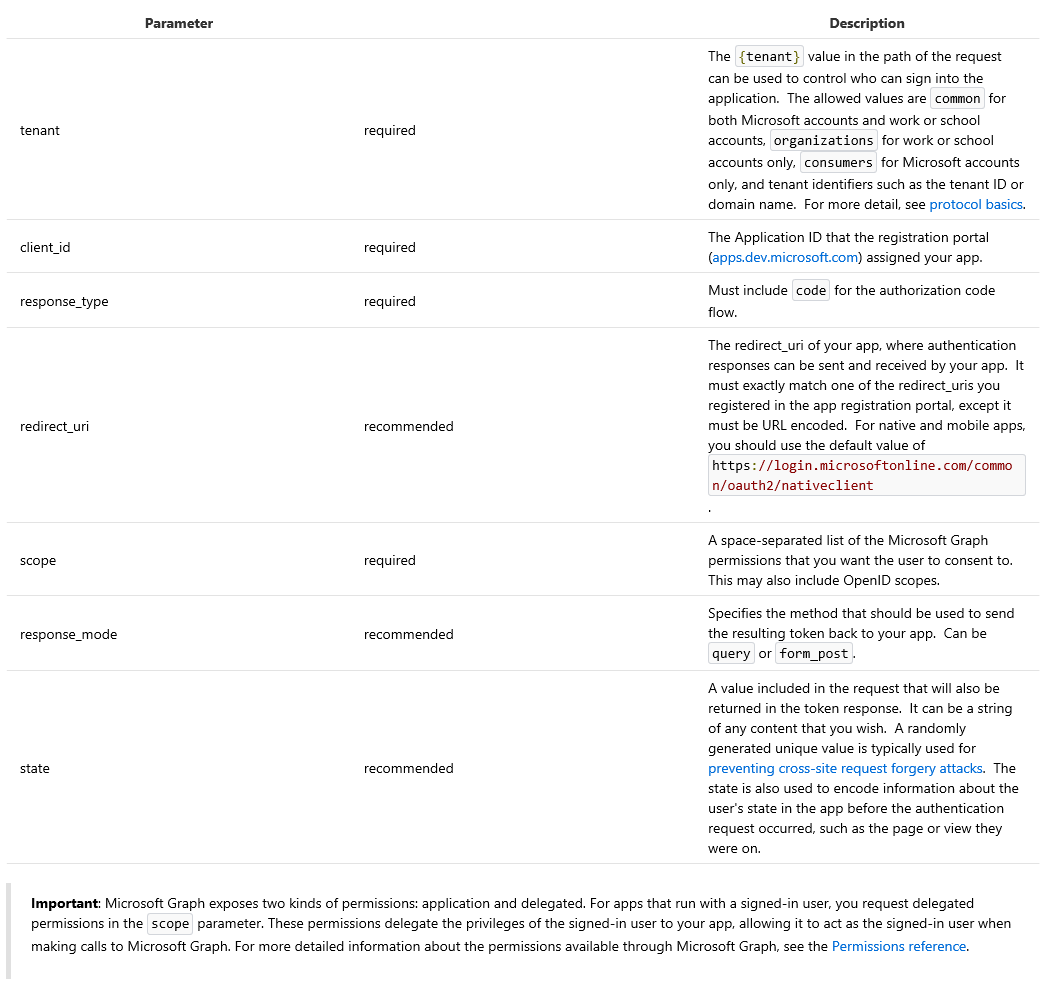 Parameter Description
tenant
required
The {tenant} value in the path of the request
can be used to control who can sign into the
application. The allowed values are common for
both Microsoft accounts and work or school
accounts, organizations for work or school
accounts only, consumers for Microsoft accounts
only, and tenant identifiers such as the tenant ID or
domain name. For more detail, see protocol basics.
client_id
required
The Application ID that the registration portal
(apps.dev.microsoft.com) assigned your app.
response_type
required
Must include code for the authorization code
flow.
redirect_uri
recommended
The redirect_uri of your app, where authentication
responses can be sent and received by your app. It
must exactly match one of the redirect_uris you
registered in the app registration portal, except it
must be URL encoded. For native and mobile apps,
you should use the default value of
https://login.microsoftonline.com/commo
n/oauth2/nativeclient
.
scope
required
A space-separated list of the Microsoft Graph
permissions that you want the user to consent to.
This may also include OpenID scopes.
response_mode
recommended
Specifies the method that should be used to send
the resulting token back to your app. Can be
query or form_post.
state
recommended
A value included in the request that will also be
returned in the token response. It can be a string
of any content that you wish. A randomly
generated unique value is typically used for
preventing cross-site request forgery attacks. The
state is also used to encode information about the
user's state in the app before the authentication
request occurred, such as the page or view they
were on.
Important: Microsoft Graph exposes two kinds of permissions: application and delegated. For apps that run with a signed-in user, you request delegated
permissions in the scope parameter. These permissions delegate the privileges of the signed-in user to your app, allowing it to act as the signed-in user when
making calls to Microsoft Graph. For more detailed information about the permissions available through Microsoft Graph, see the Permissions reference.